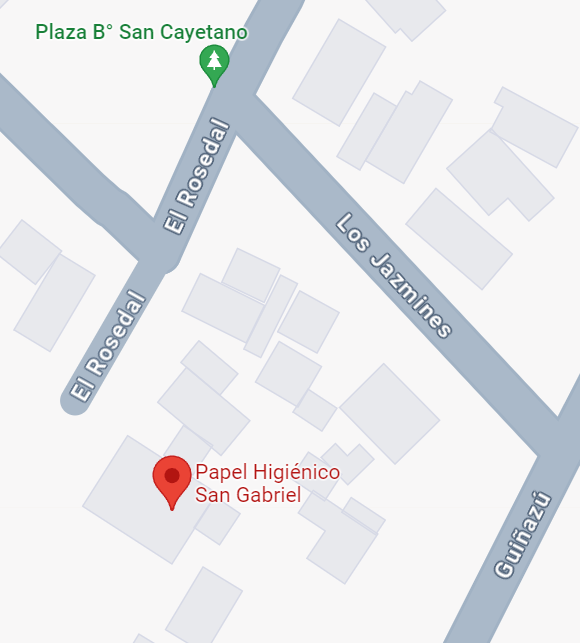 Plaza B° San Cayetano
El Rosedal
Los Jazmines
El Rosedal
Papel Higiénico
San Gabriel
Guiñazú